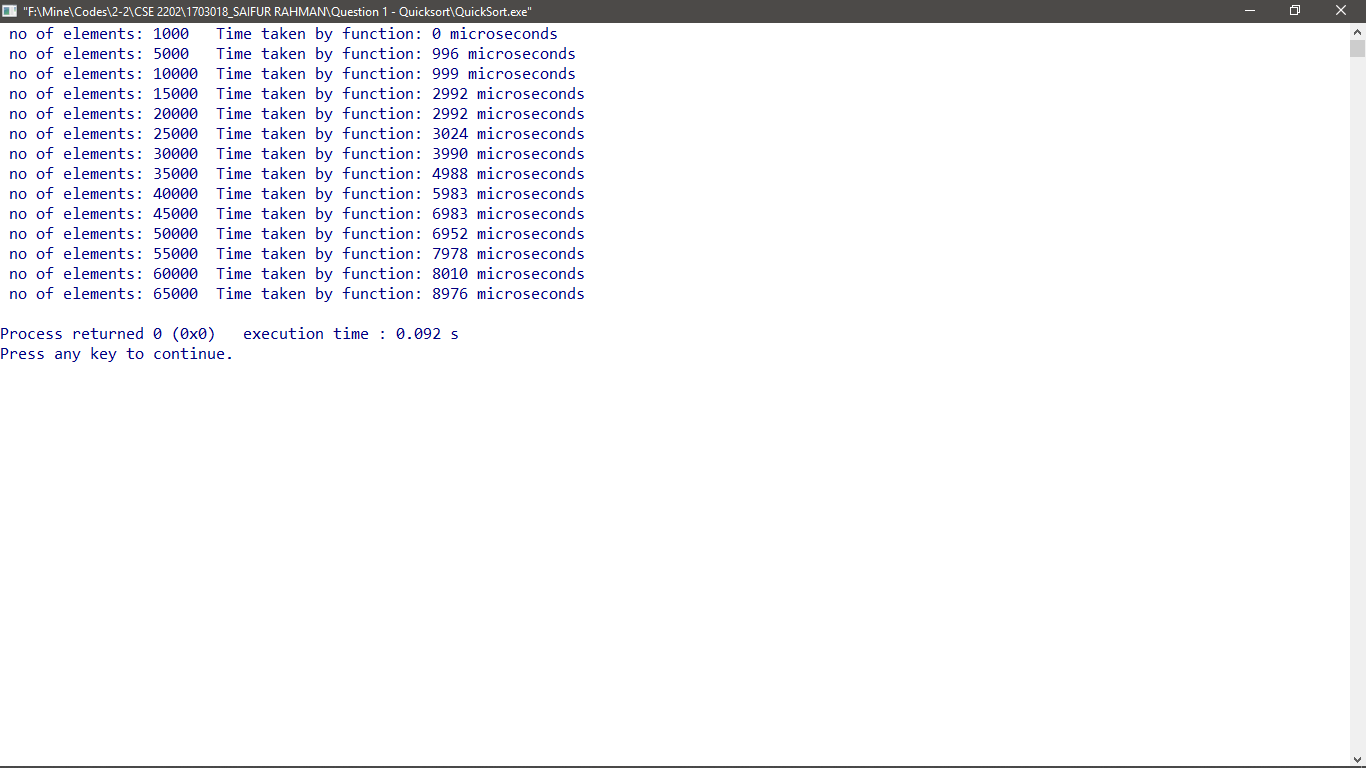 "F:\Mine\Codes\2-2\CSE 2202\1703018_SAIFUR RAHMAN\Question 1 - Quicksort\QuickSort.exe"
no of elements: 1000   Time taken by function: 0 microseconds
no of elements: 5000   Time taken by function: 996 microseconds
no of elements: 10000  Time taken by function: 999 microseconds
no of elements: 15000  Time taken by function: 2992 microseconds
no of elements: 20000  Time taken by function: 2992 microseconds
no of elements: 25000  Time taken by function: 3024 microseconds
no of elements: 30000  Time taken by function: 3990 microseconds
no of elements: 35000  Time taken by function: 4988 microseconds
no of elements: 40000  Time taken by function: 5983 microseconds
no of elements: 45000  Time taken by function: 6983 microseconds
no of elements: 50000  Time taken by function: 6952 microseconds
no of elements: 55000  Time taken by function: 7978 microseconds
no of elements: 60000  Time taken by function: 8010 microseconds
no of elements: 65000  Time taken by function: 8976 microseconds
Process returned 0 (0x0)   execution time : 0.092 s
Press any key to continue.